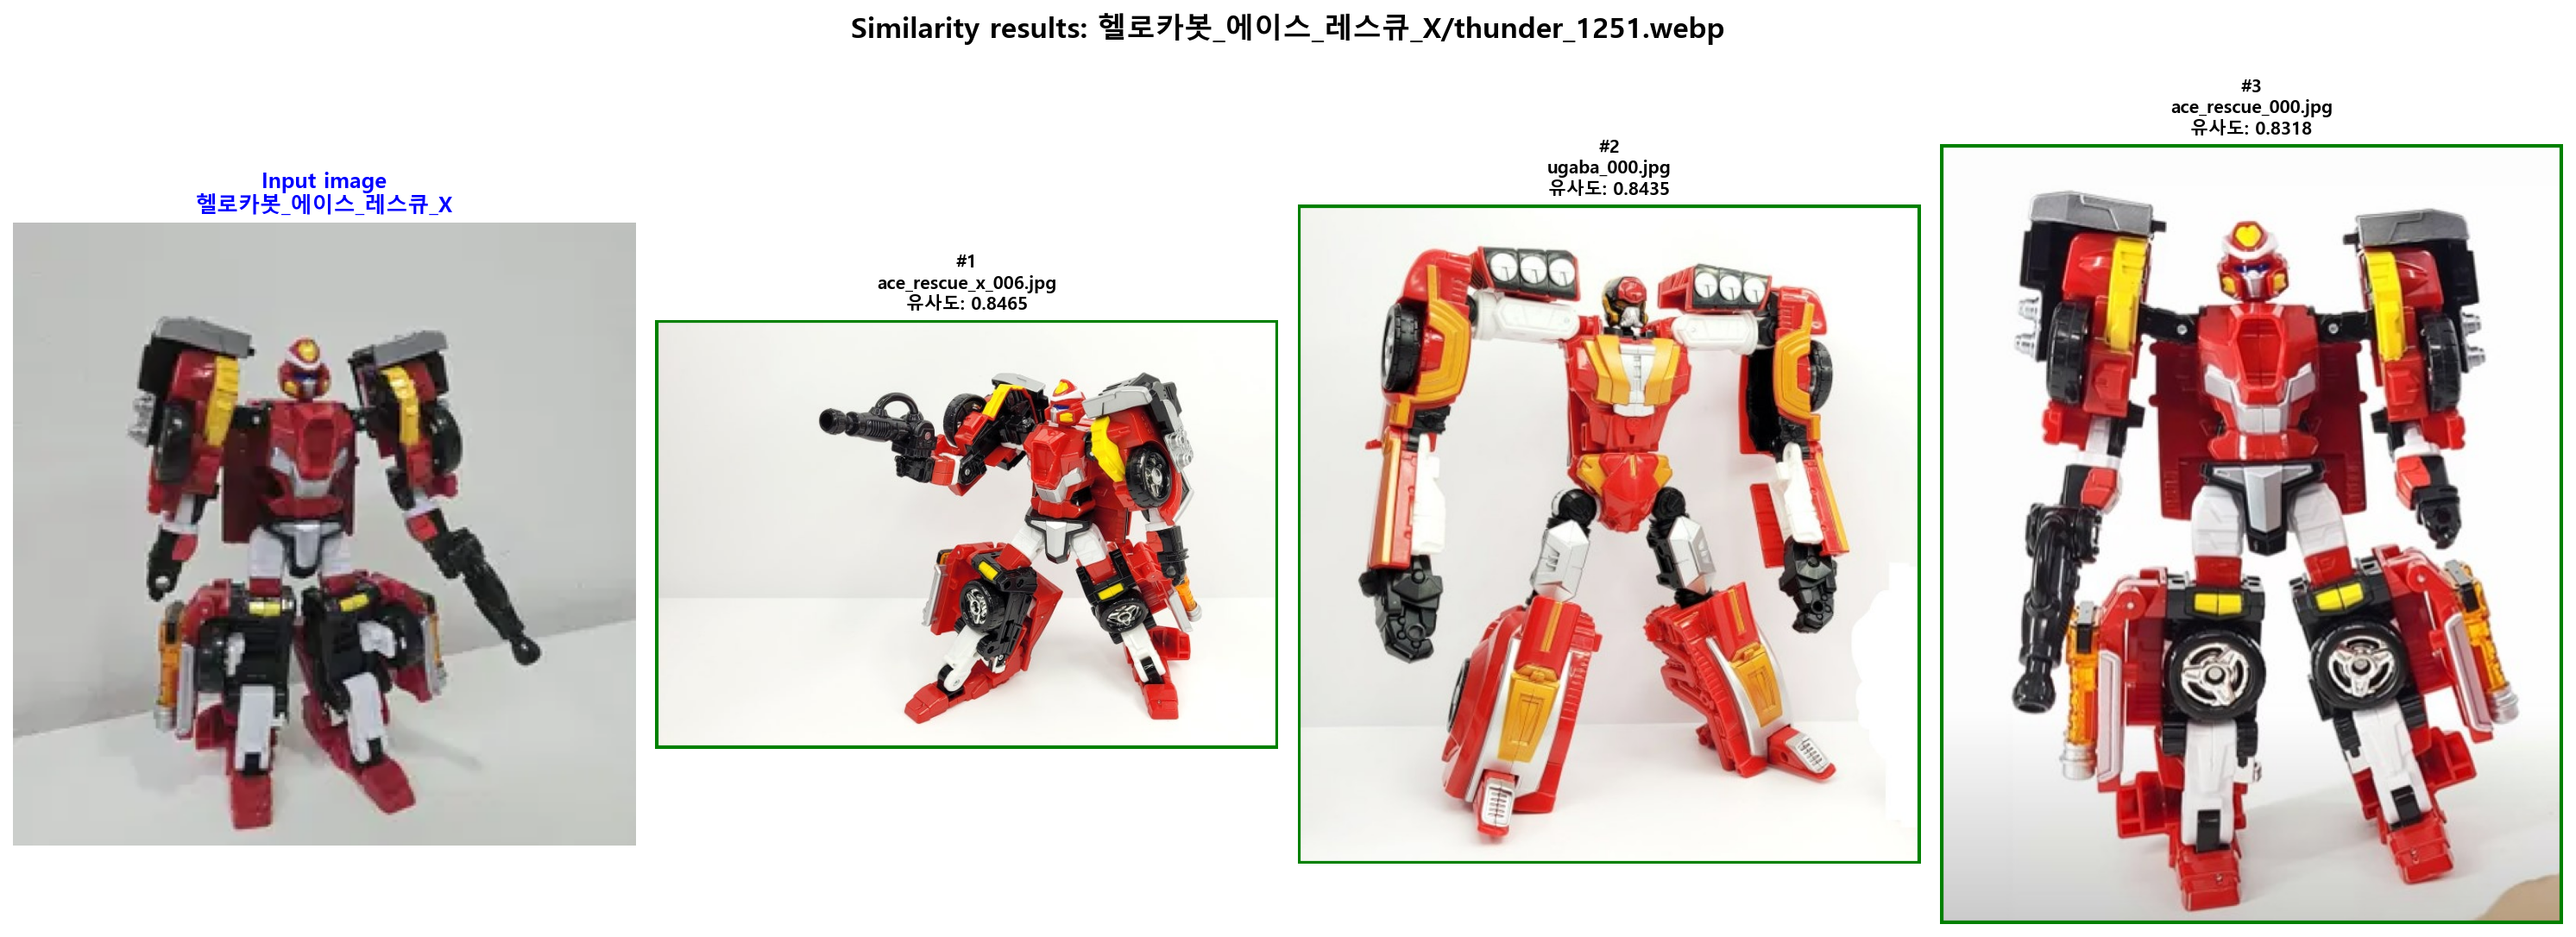 Similarity results: 헬로카봇_에이스_레스큐_X/thunder_1251.webp
Input image
헬로카봇_에이스_레스큐_X
#1
ace_rescue_x_006.jpg
유사도: 0.8465
#2
ugaba_000.jpg
유사도: 0.8435
#3
ace_rescue_000.jpg
유사도: 0.8318